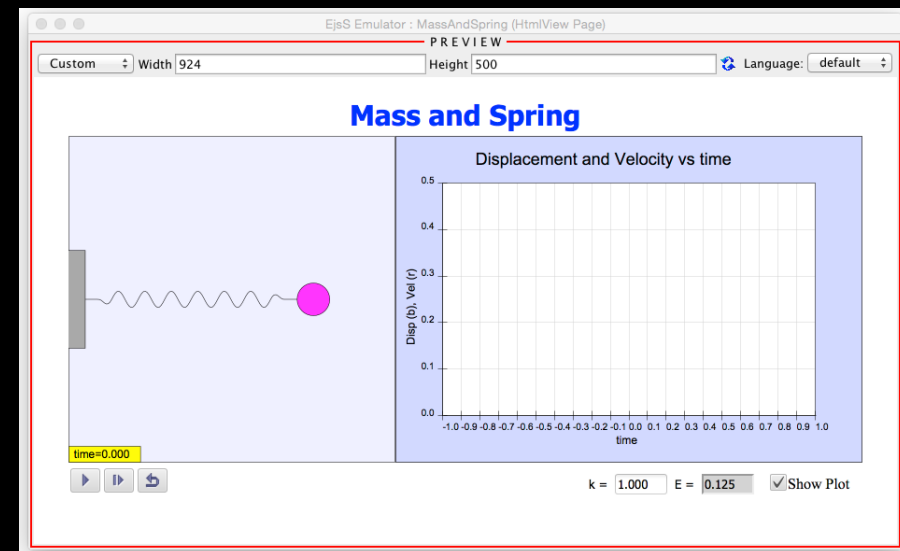 EjsS Emulator : MassAndSpring (HtmlView Page)
PREVIEW
Custom Width 924 Height 500 Language: default
Mass and Spring
Displacement and Velocity vs time
0.5
0.4
0.3
0.2
0.1
0.0
Disp (b), Vel (r)
-1.0 -0.9 -0.8 -0.7 -0.6 -0.5 -0.4 -0.3 -0.2 -0.1 0.0 0.1 0.2 0.3 0.4 0.5 0.6 0.7 0.8 0.9 1.0
time
time=0.000
k = 1.000 E = 0.125 Show Plot